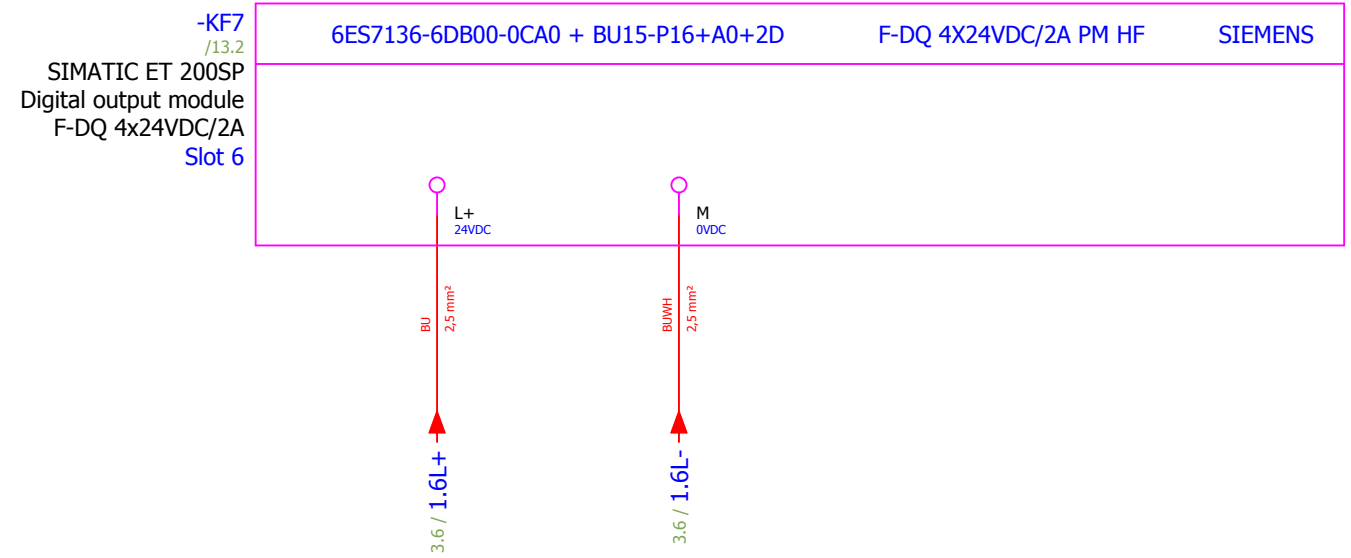 -KF7
/13.2
SIMATIC ET 200SP
Digital output module
F-DQ 4x24VDC/2A
Slot 6
6ES7136-6DB00-0CA0 + BU15-P16+A0+2D F-DQ 4X24VDC/2A PM HF SIEMENS
L+
24VDC
M
0VDC
BU
2,5 mm²
BUWH
2,5 mm²
3.6 / 1.6L+
3.6 / 1.6L-